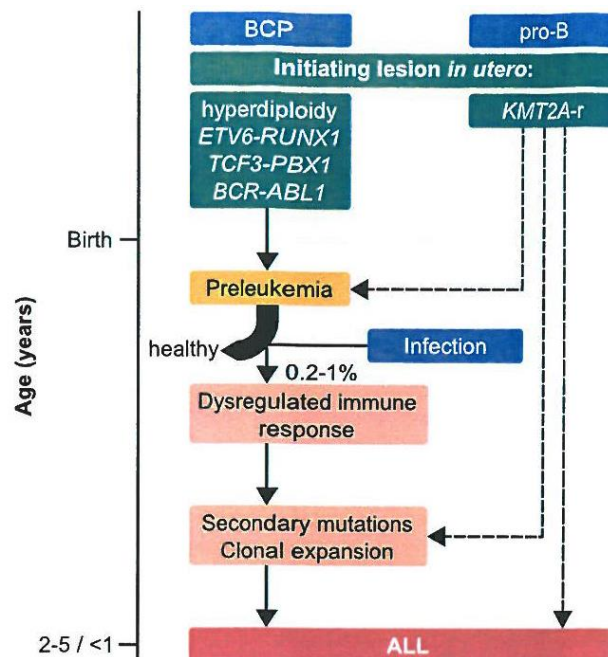 BCP
pro-B
Initiating lesion in utero:
hyperdiploidy
ETV6-RUNX1
TCF3-PBX1
BCR-ABL1
KMT2A-r
Birth
Preleukemia
healthy
Infection
0.2-1%
Dysregulated immune
response
Age (years)
Secondary mutations
Clonal expansion
2-5 / <1
ALL